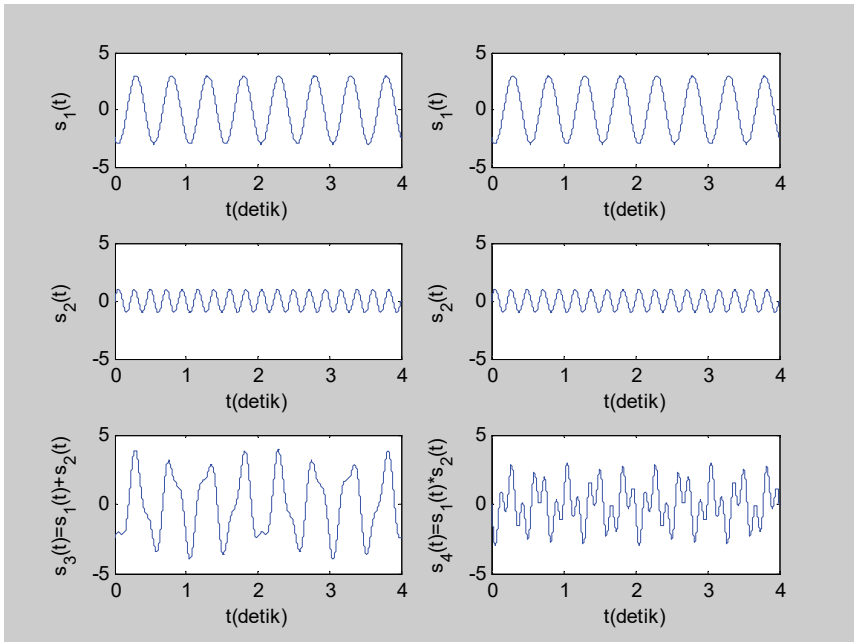 5
0
-5
s1(t)
0 1 2 3 4
t(detik)
5
0
-5
s1(t)
0 1 2 3 4
t(detik)
5
0
-5
s2(t)
0 1 2 3 4
t(detik)
5
0
-5
s2(t)
0 1 2 3 4
t(detik)
5
0
-5
s3(t)=s1(t)+s2(t)
0 1 2 3 4
t(detik)
5
0
-5
s4(t)=s1(t)*s2(t)
0 1 2 3 4
t(detik)